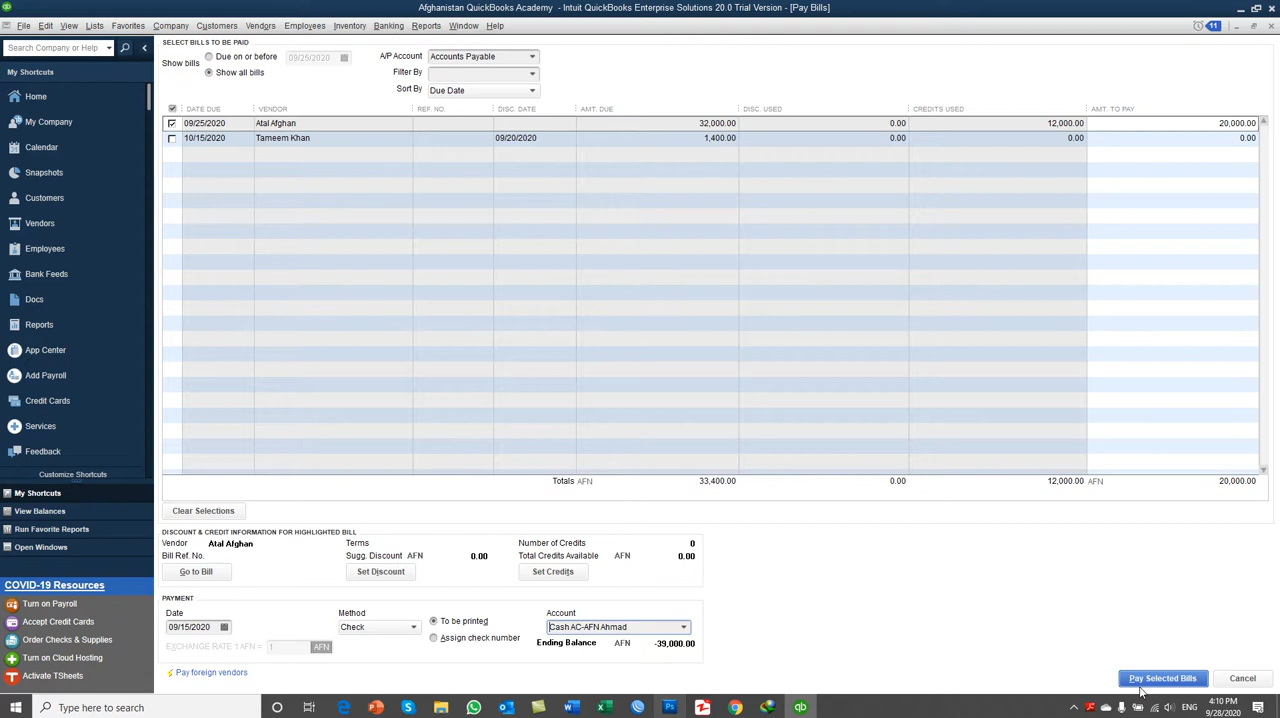 Afghanistan QuickBooks Academy - Intuit QuickBooks Enterprise Solutions 20.0 Trial Version - [Pay Bills]
File Edit View Lists Favorites Company Customers Vendors Employees Inventory Banking Reports Window Help 11
Search Company or Help
My Shortcuts
Home
My Company
Calendar
Snapshots
Customers
Vendors
Employees
Bank Feeds
Docs
Reports
App Center
Add Payroll
Credit Cards
Services
Feedback
Customize Shortcuts
My Shortcuts
View Balances
Run Favorite Reports
Open Windows
COVID-19 Resources
Turn on Payroll
Accept Credit Cards
Order Checks & Supplies
Turn on Cloud Hosting
Activate TSheets
SELECT BILLS TO BE PAID
Show bills Due on or before 09/25/2020 A/P Account Accounts Payable
Show all bills Filter By
Sort By Due Date
DATE DUE VENDOR REF. NO. DISC. DATE AMT. DUE DISC. USED CREDITS USED AMT. TO PAY
09/25/2020 Atal Afghan 32,000.00 0.00 12,000.00 20,000.00
10/15/2020 Tameem Khan 09/20/2020 1,400.00 0.00 0.00 0.00
Totals AFN 33,400.00 0.00 12,000.00 AFN 20,000.00
Clear Selections
DISCOUNT & CREDIT INFORMATION FOR HIGHLIGHTED BILL
Vendor Atal Afghan Terms Number of Credits 0
Bill Ref. No. Sugg. Discount AFN 0.00 Total Credits Available AFN 0.00
Go to Bill Set Discount Set Credits
PAYMENT
Date Method To be printed Account
09/15/2020 Check Assign check number Cash AC-AFN Ahmad
EXCHANGE RATE 1 AFN = 1 AFN Ending Balance AFN -39,000.00
Pay foreign vendors
Pay Selected Bills Cancel
Type here to search
ENG 4:10 PM
9/28/2020